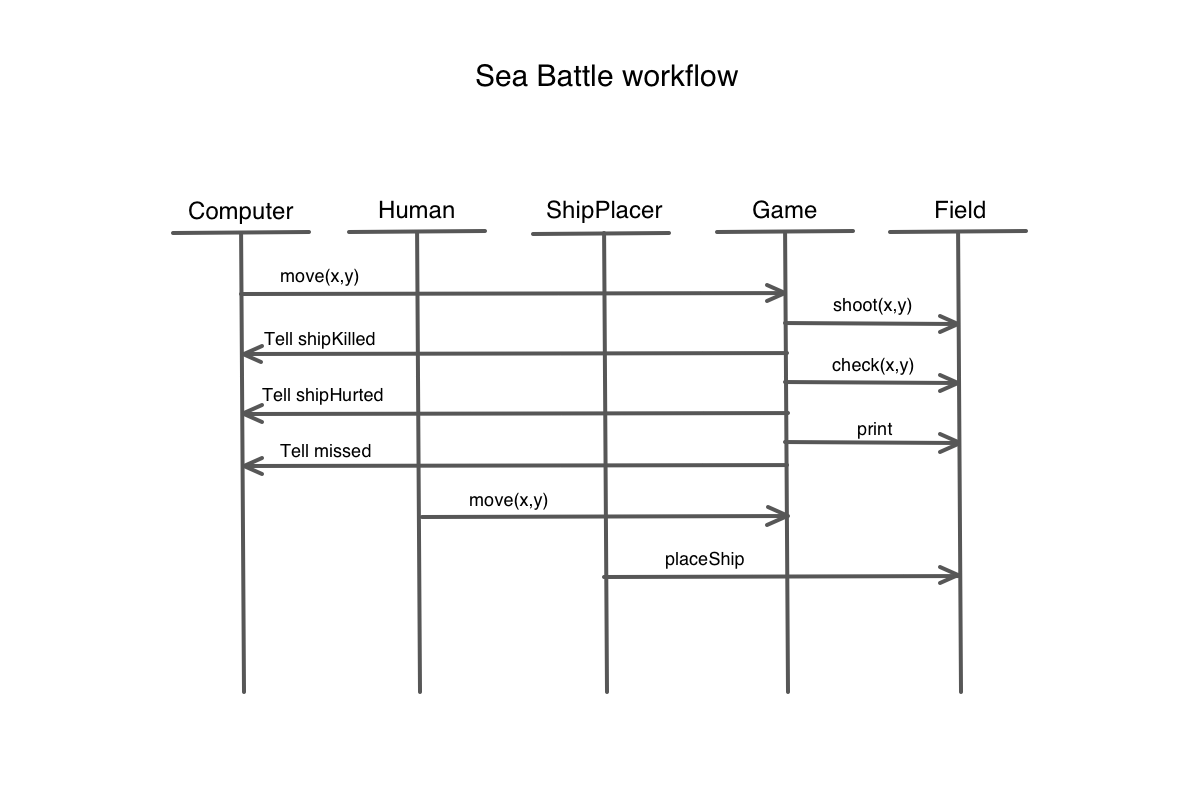 Sea Battle workflow
Computer
Human
ShipPlacer
Game
Field
move(x,y)
shoot(x,y)
Tell shipKilled
check(x,y)
Tell shipHurted
print
Tell missed
move(x,y)
placeShip